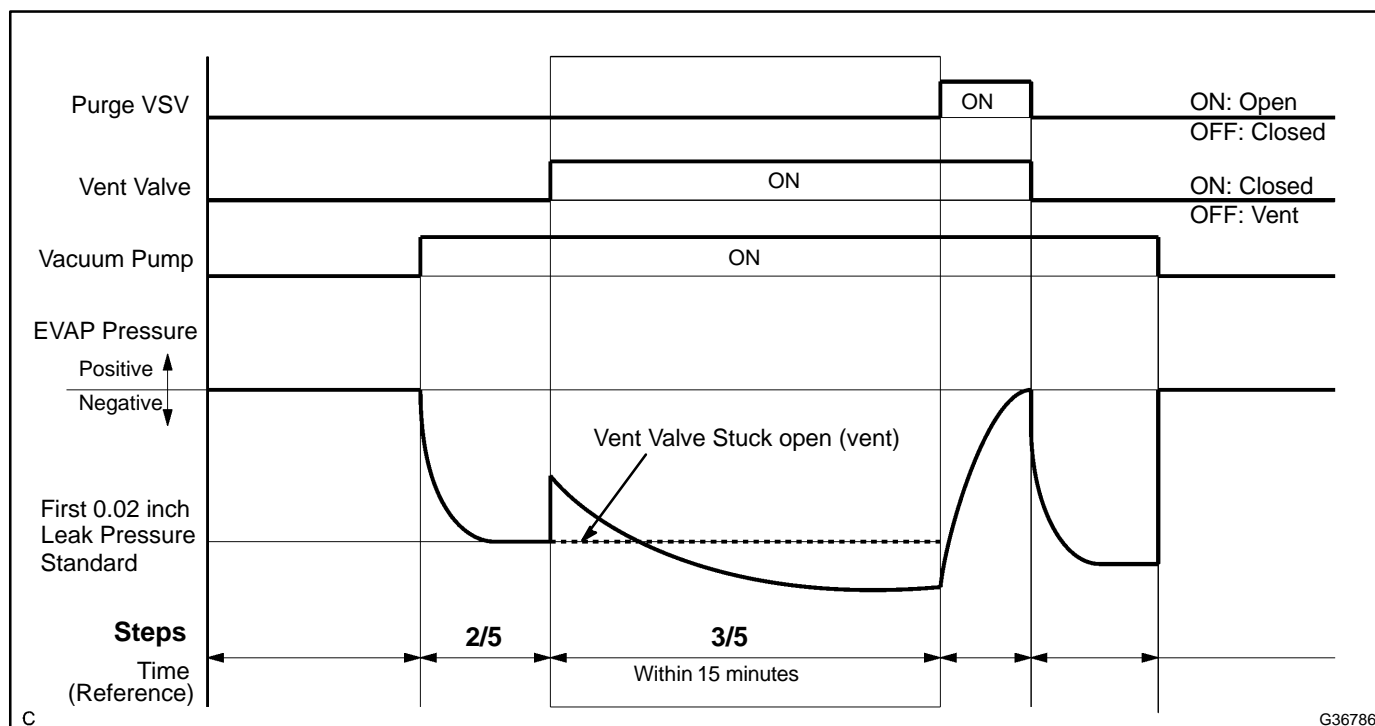 Purge VSV
ON
ON: Open
OFF: Closed
Vent Valve
ON
ON: Closed
OFF: Vent
Vacuum Pump
ON
EVAP Pressure
Positive
Negative
Vent Valve Stuck open (vent)
First 0.02 inch
Leak Pressure
Standard
Steps
2/5
3/5
Time
(Reference)
Within 15 minutes
C
G36786